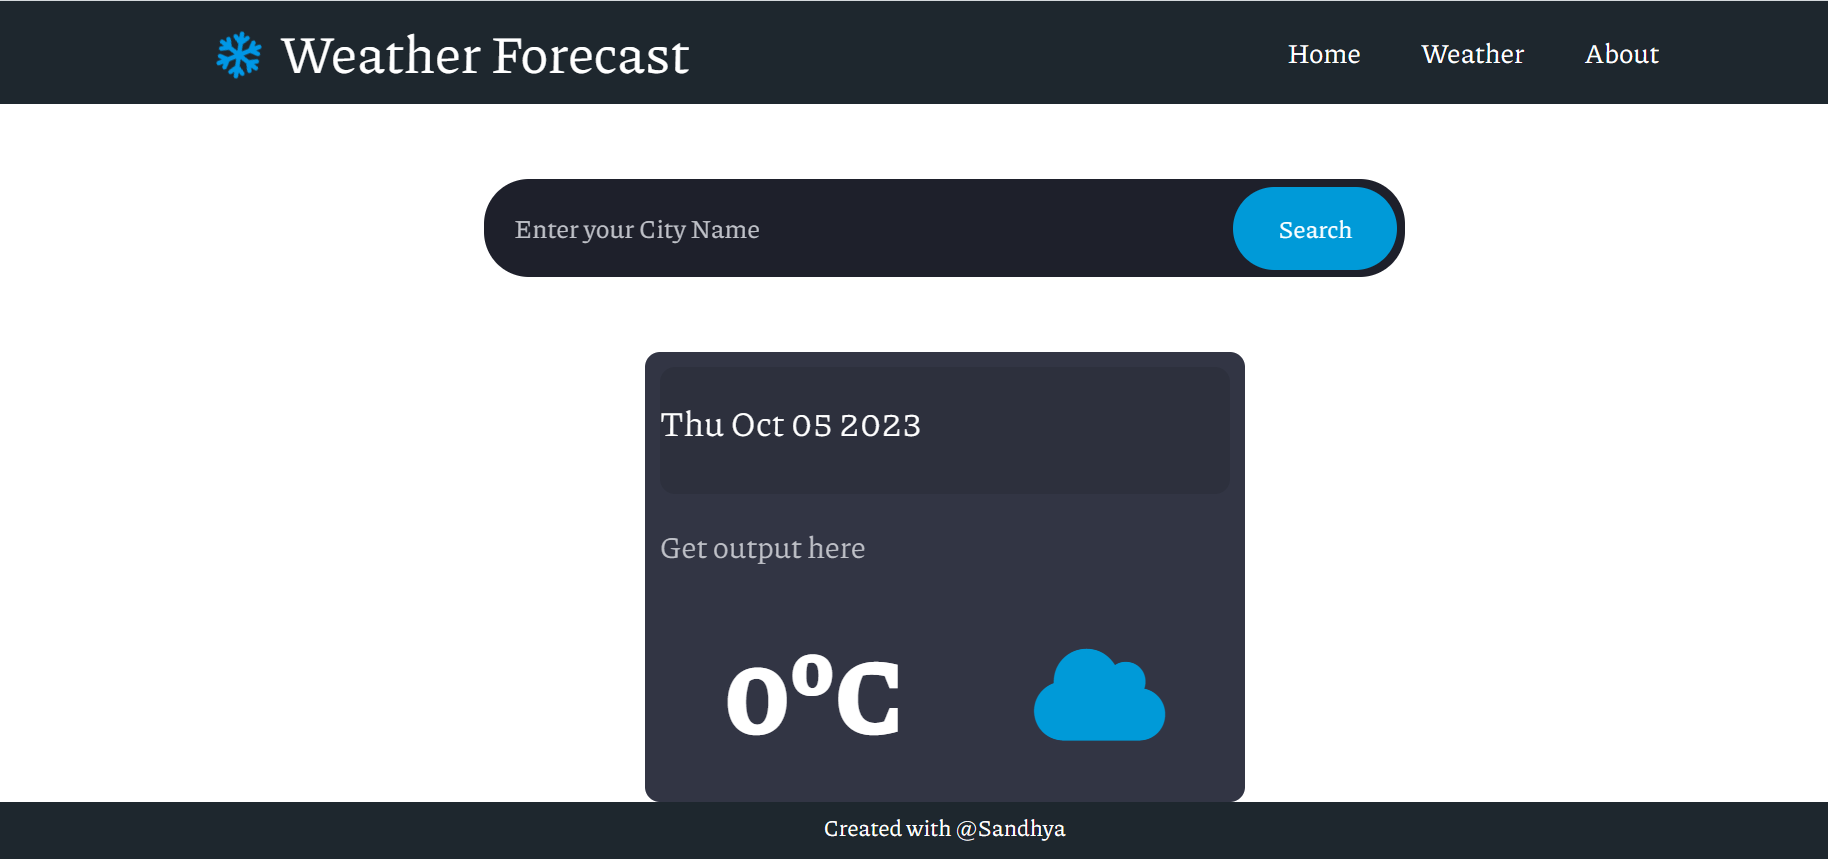 Weather Forecast
Home
Weather
About
Enter your City Name
Search
Thu Oct 05 2023
Get output here
0°C
Created with @Sandhya